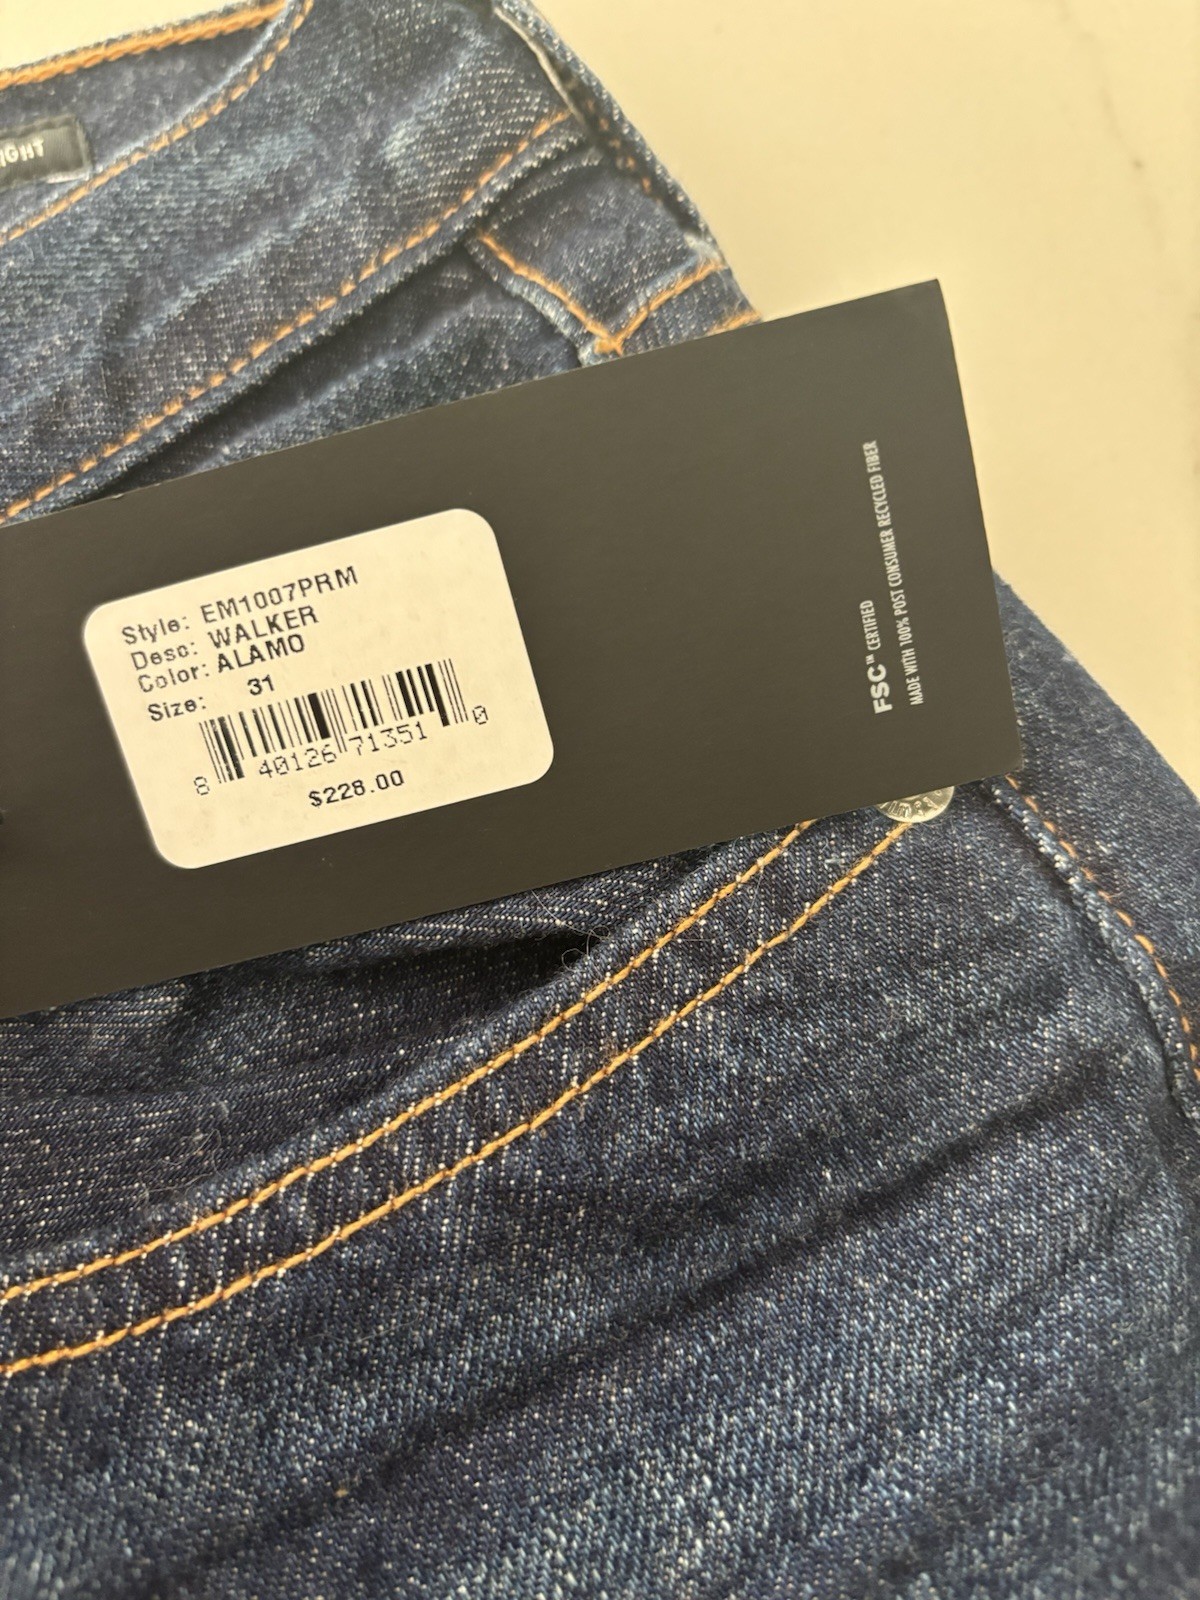 IGHT
Style: EM1007PRM
Desc: WALKER
Color: ALAMO
Size: 31
8 40126 71351 0
$228.00
FSC™ CERTIFIED
MADE WITH 100% POST CONSUMER RECYCLED FIBER